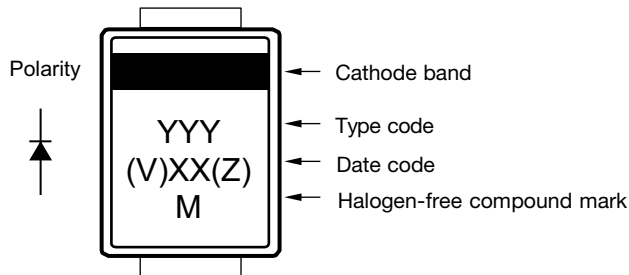 Polarity
Cathode band
YYY
Type code
(V)XX(Z)
Date code
M
Halogen-free compound mark